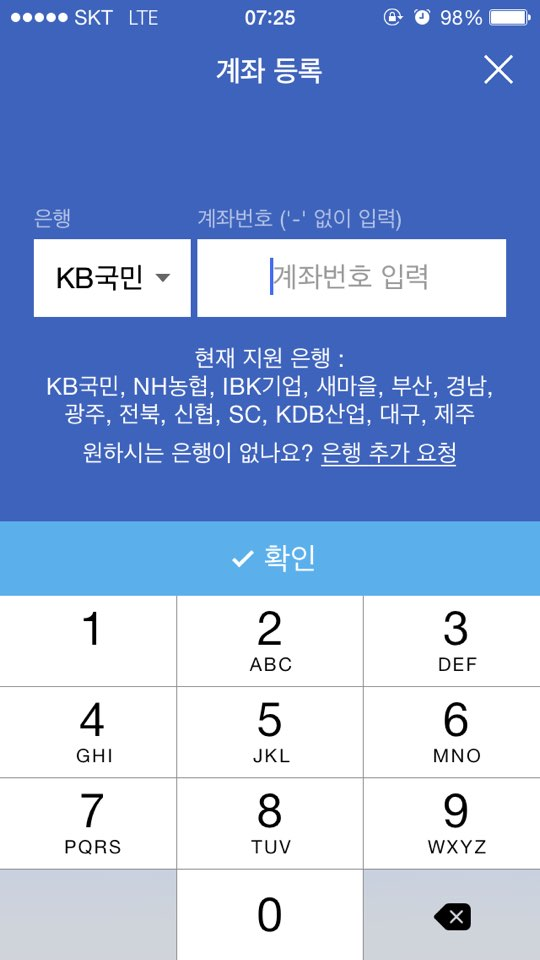 SKT LTE 07:25 98%
계좌 등록
은행 계좌번호 ('-' 없이 입력)
KB국민 계좌번호 입력
현재 지원 은행 :
KB국민, NH농협, IBK기업, 새마을, 부산, 경남,
광주, 전북, 신협, SC, KDB산업, 대구, 제주
원하시는 은행이 없나요? 은행 추가 요청
확인
1 2 3
ABC DEF
4 5 6
GHI JKL MNO
7 8 9
PQRS TUV WXYZ
0